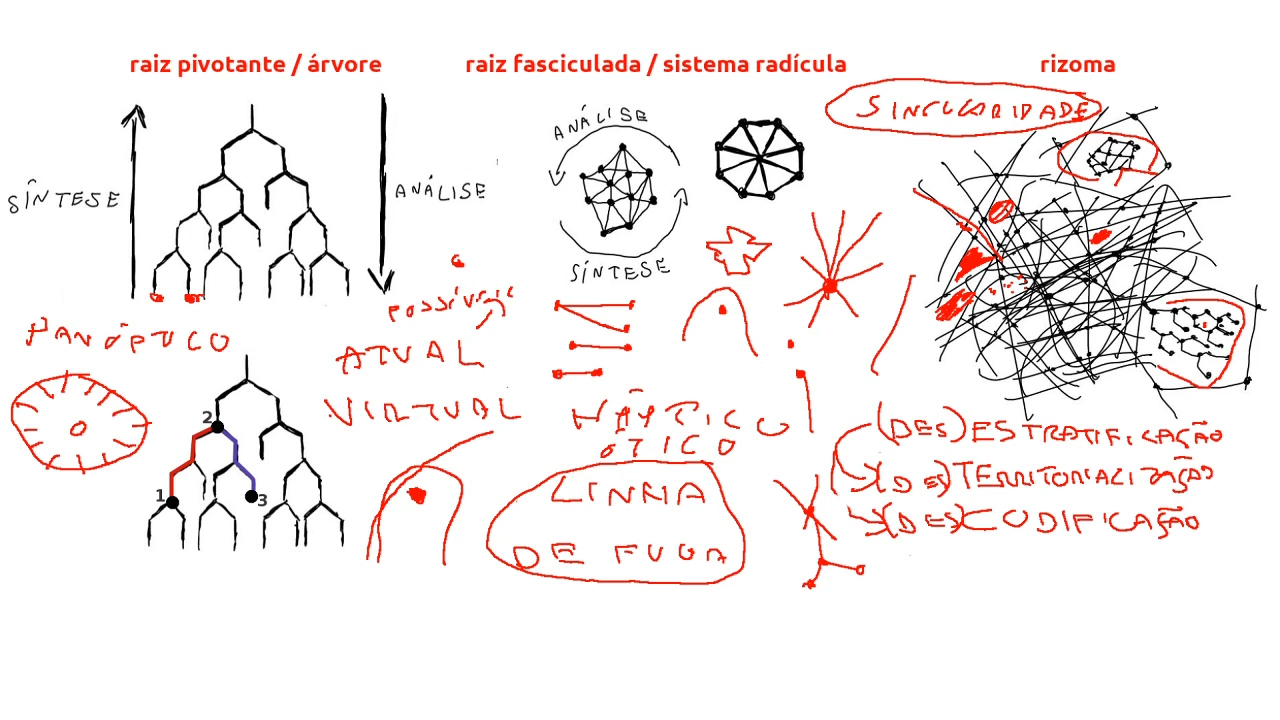 raiz pivotante / árvore
raiz fasciculada / sistema radícula
rizoma
SINGULARIDADE
ANÁLISE
SÍNTESE
ANÁLISE
SÍNTESE
PANÓPTICO
ATUAL
VIRTUAL
HÁPTICO
ÓTICO
(DES)ESTRATIFICAÇÃO
(DES)TERRITORIALIZAÇÃO
(DES)CODIFICAÇÃO
LINHA
DE FUGA
2
1
3